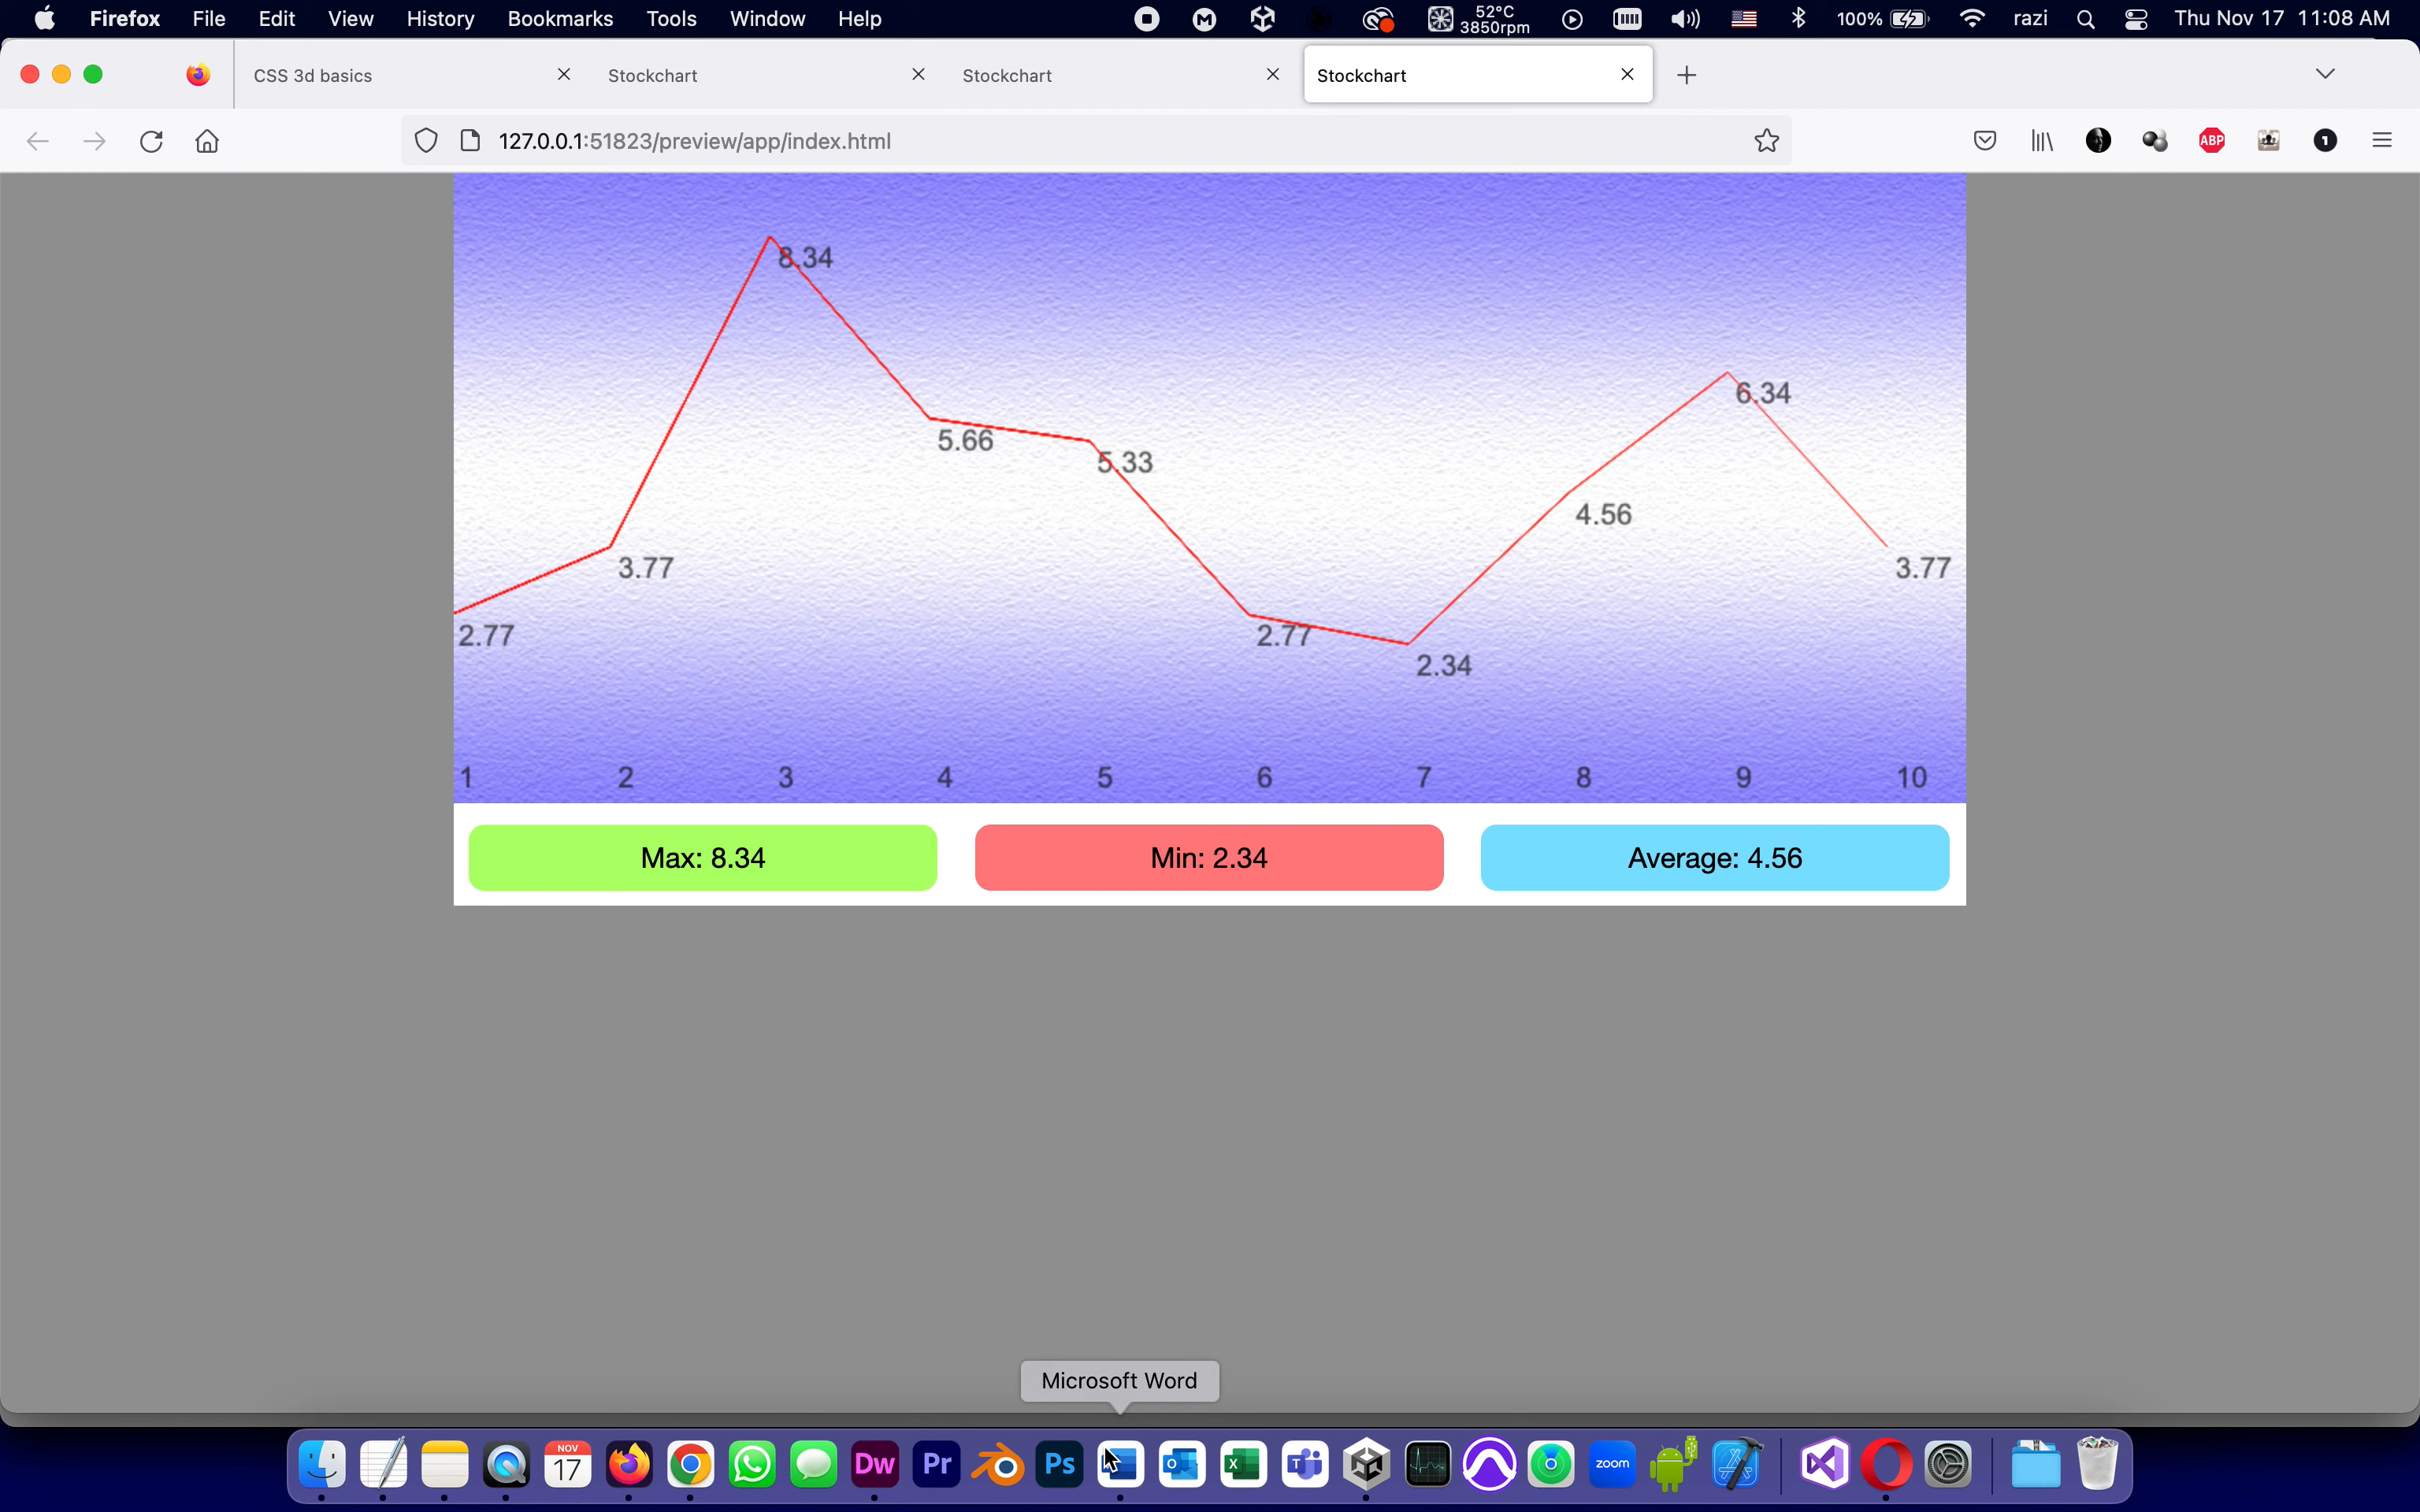 Firefox File Edit View History Bookmarks Tools Window Help
52°C
3850rpm
100% razi Thu Nov 17 11:08 AM
CSS 3d basics
Stockchart
Stockchart
Stockchart
127.0.0.1:51823/preview/app/index.html
ABP
1
8.34
6.34
5.66
5.33
4.56
3.77
3.77
2.77
2.77
2.34
1 2 3 4 5 6 7 8 9 10
Max: 8.34
Min: 2.34
Average: 4.56
Microsoft Word
NOV
17
Dw
Pr
Ps
zoom